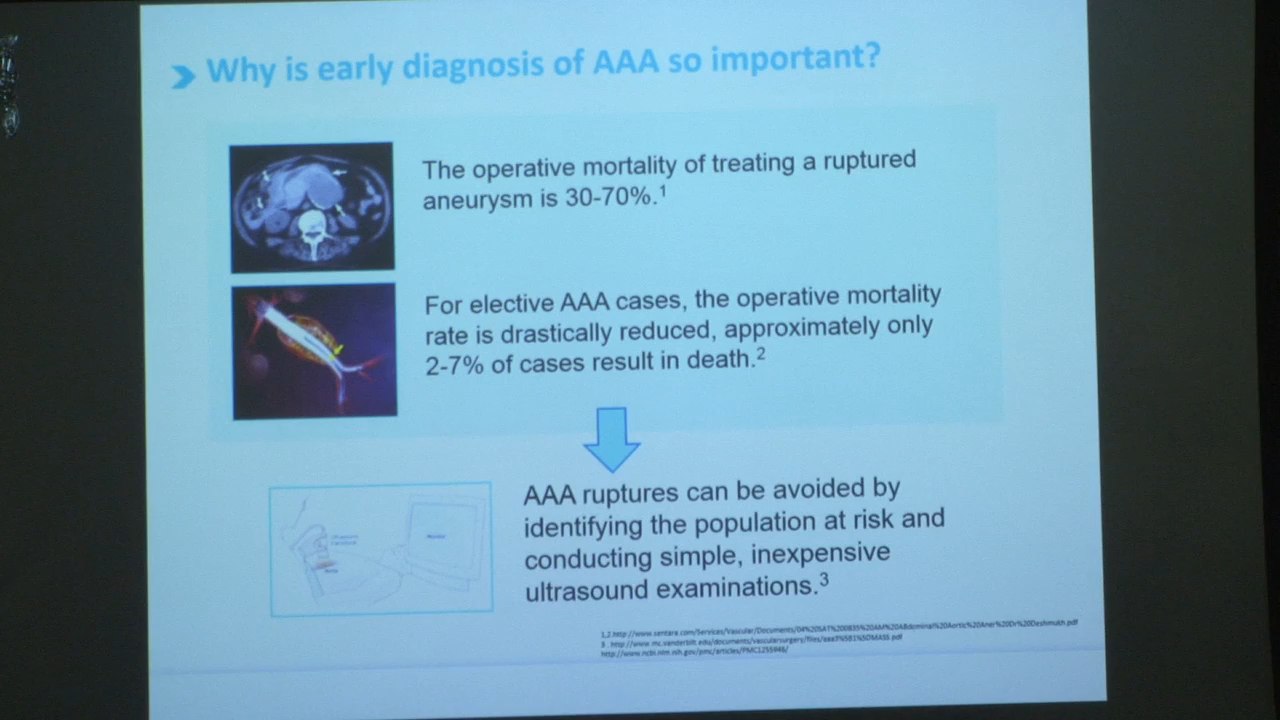 Why is early diagnosis of AAA so important?
The operative mortality of treating a ruptured
aneurysm is 30-70%.1
For elective AAA cases, the operative mortality
rate is drastically reduced, approximately only
2-7% of cases result in death.2
AAA ruptures can be avoided by
identifying the population at risk and
conducting simple, inexpensive
ultrasound examinations.3